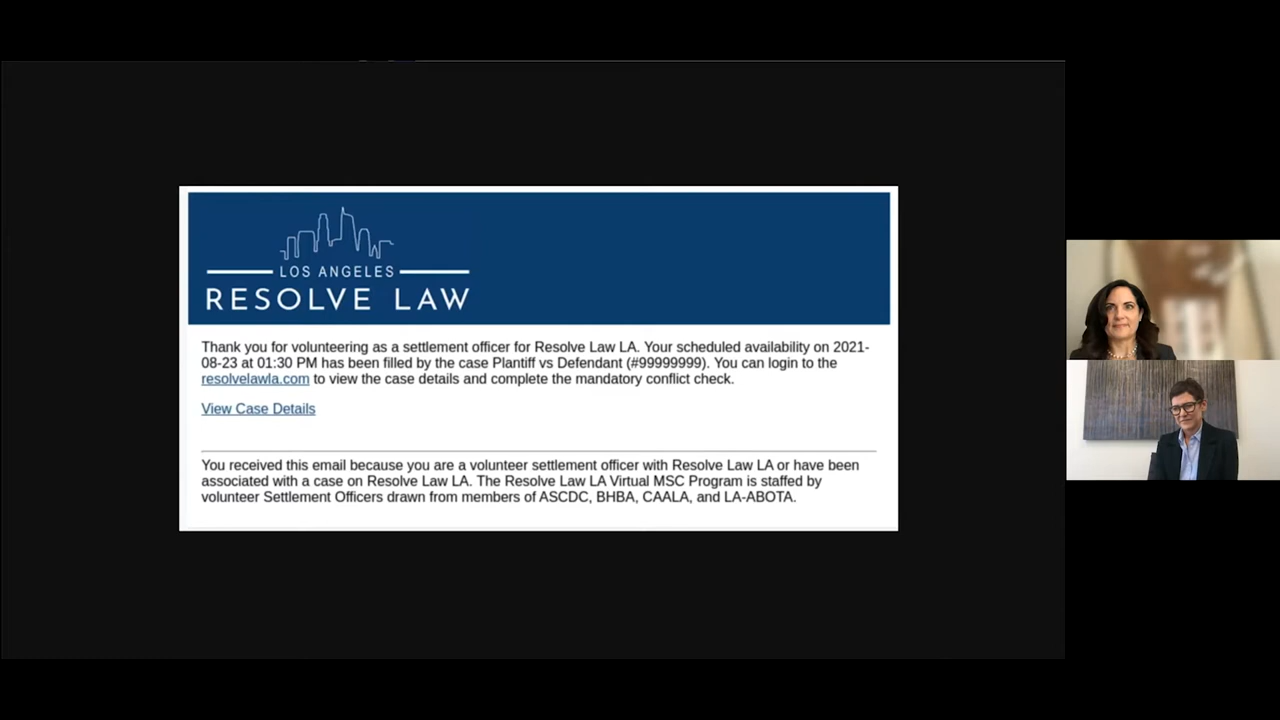 LOS ANGELES
RESOLVE LAW
Thank you for volunteering as a settlement officer for Resolve Law LA. Your scheduled availability on 2021-
08-23 at 01:30 PM has been filled by the case Plantiff vs Defendant (#99999999). You can login to the
resolvelawla.com to view the case details and complete the mandatory conflict check.
View Case Details
You received this email because you are a volunteer settlement officer with Resolve Law LA or have been
associated with a case on Resolve Law LA. The Resolve Law LA Virtual MSC Program is staffed by
volunteer Settlement Officers drawn from members of ASCDC, BHBA, CAALA, and LA-ABOTA.